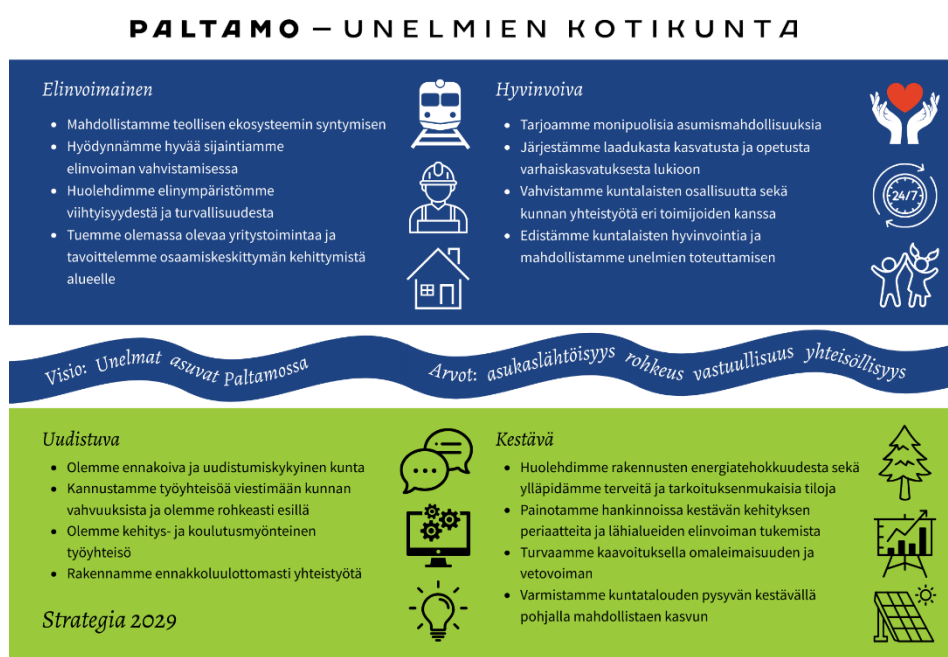 PALTAMO – UNELMIEN KOTIKUNTA
Elinvoimainen
• Mahdollistamme teollisen ekosysteemin syntymisen
• Hyödynnämme hyvää sijaintiamme
elinvoiman vahvistamisessa
• Huolehdimme elinympäristömme
viihtyisyydestä ja turvallisuudesta
• Tuemme olemassa olevaa yritystoimintaa ja
tavoittelemme osaamiskeskittymän kehittymistä
alueelle
Hyvinvoiva
• Tarjoamme monipuolisia asumismahdollisuuksia
• Järjestämme laadukasta kasvatusta ja opetusta
varhaiskasvatuksesta lukioon
• Vahvistamme kuntalaisten osallisuutta sekä
kunnan yhteistyötä eri toimijoiden kanssa
• Edistämme kuntalaisten hyvinvointia ja
mahdollistamme unelmien toteuttamisen
24/7
Visio: Unelmat asuvat Paltamossa
Arvot: asukaslähtöisyys rohkeus vastuullisuus yhteisöllisyys
Uudistuva
• Olemme ennakoiva ja uudistumiskykyinen kunta
• Kannustamme työyhteisöä viestimään kunnan
vahvuuksista ja olemme rohkeasti esillä
• Olemme kehitys- ja koulutusmyönteinen
työyhteisö
• Rakennamme ennakkoluulottomasti yhteistyötä
Strategia 2029
Kestävä
• Huolehdimme rakennusten energiatehokkuudesta sekä
ylläpidämme terveitä ja tarkoituksenmukaisia tiloja
• Painotamme hankinnoissa kestävän kehityksen
periaatteita ja lähialueiden elinvoiman tukemista
• Turvaamme kaavoituksella omaleimaisuuden ja
vetovoiman
• Varmistamme kuntatalouden pysyvän kestävällä
pohjalla mahdollistaen kasvun